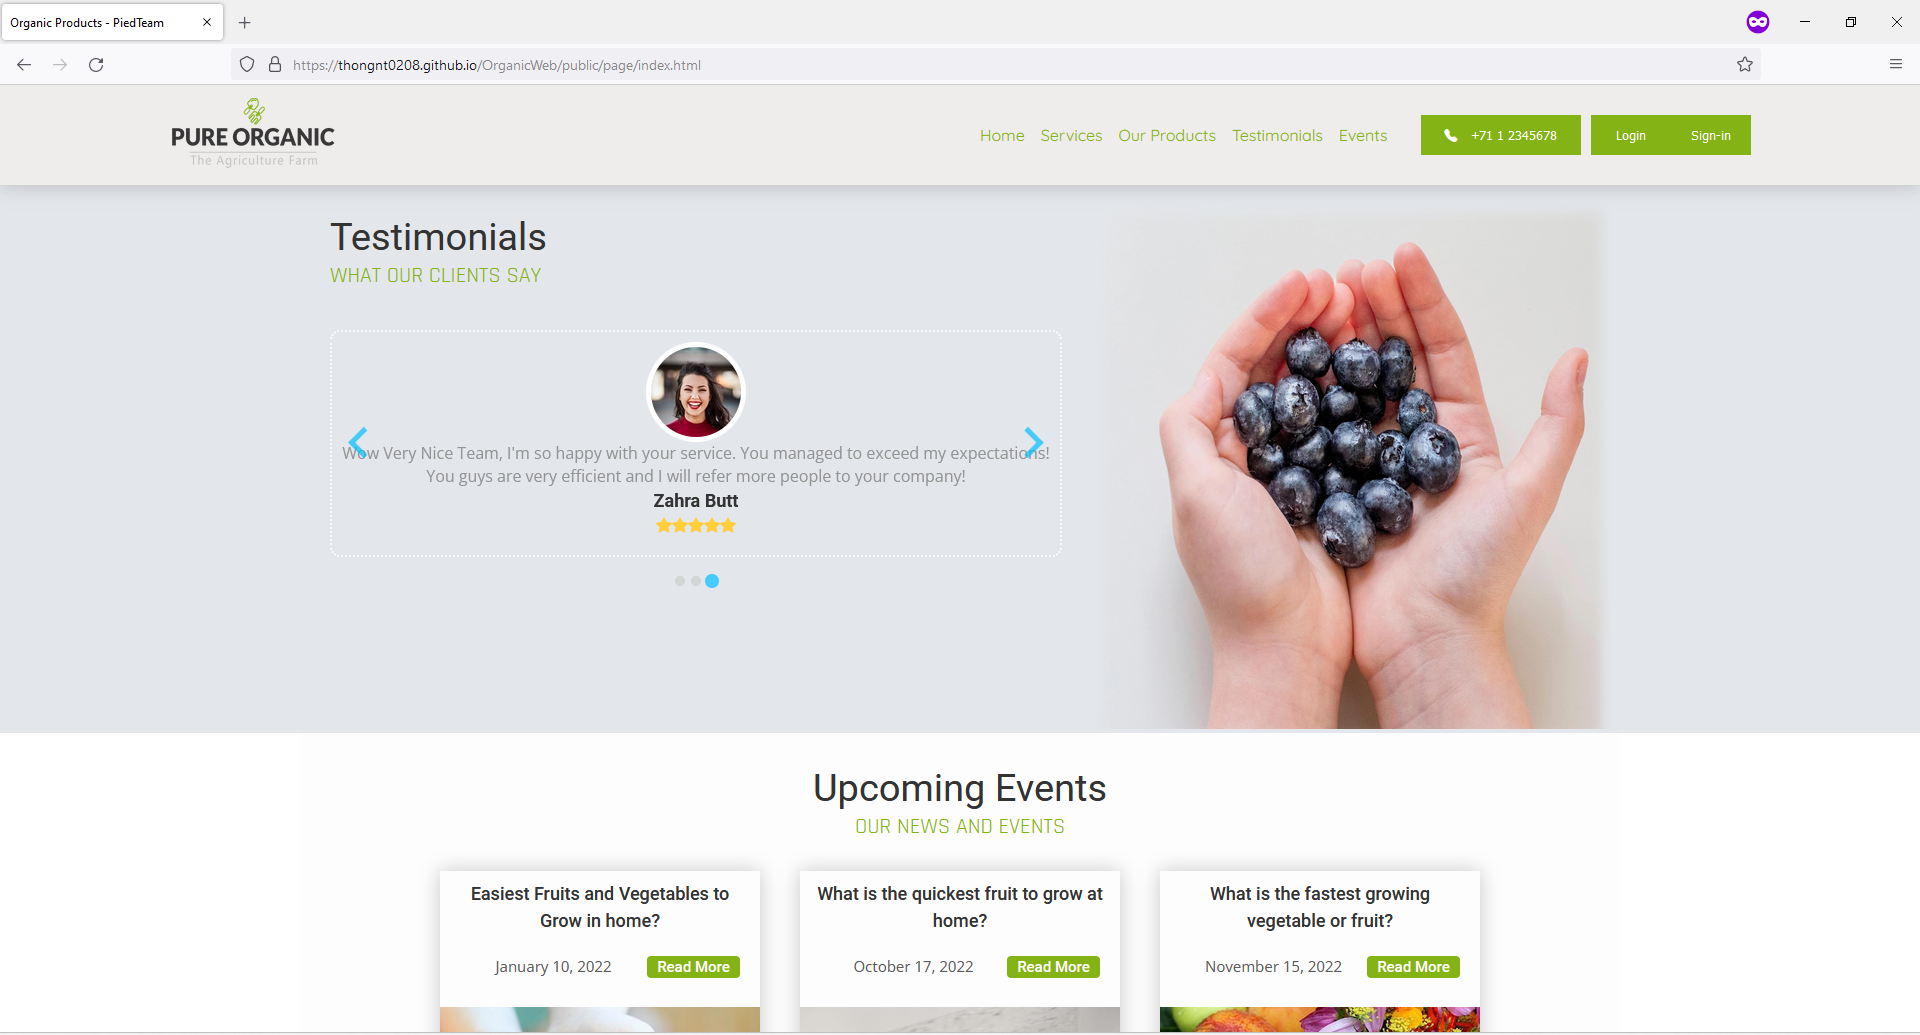 Organic Products - PiedTeam
https://thongnt0208.github.io/OrganicWeb/public/page/index.html
PURE ORGANIC
The Agriculture Farm
Home Services Our Products Testimonials Events +71 1 2345678 Login Sign-in
Testimonials
WHAT OUR CLIENTS SAY
Wow Very Nice Team, I'm so happy with your service. You managed to exceed my expectations!
You guys are very efficient and I will refer more people to your company!
Zahra Butt
Upcoming Events
OUR NEWS AND EVENTS
Easiest Fruits and Vegetables to
Grow in home?
January 10, 2022 Read More
What is the quickest fruit to grow at
home?
October 17, 2022 Read More
What is the fastest growing
vegetable or fruit?
November 15, 2022 Read More